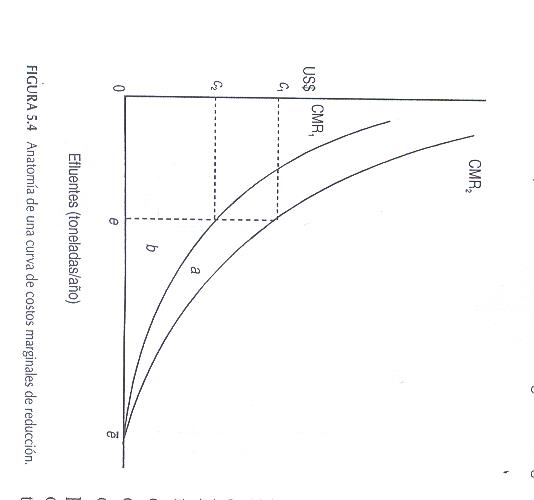 US$
CMR₁
CMR₂
c₁
c₂
a
b
0
e
ē
Efluentes (toneladas/año)
FIGURA 5.4 Anatomía de una curva de costos marginales de reducción.